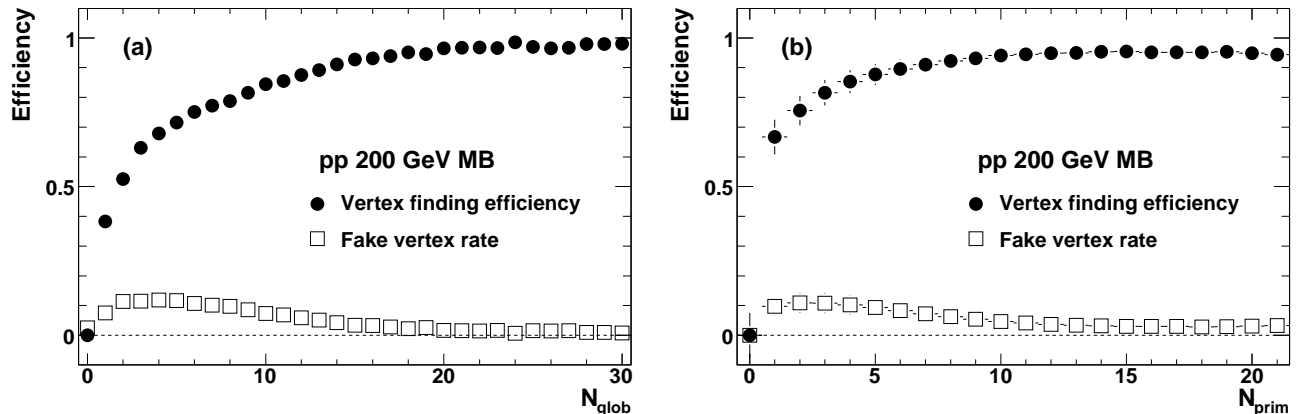 Efficiency
1
(a)
pp 200 GeV MB
0.5
Vertex finding efficiency
Fake vertex rate
0
0 10 20 30
N_glob
Efficiency
1
(b)
pp 200 GeV MB
0.5
Vertex finding efficiency
Fake vertex rate
0
0 5 10 15 20
N_prim